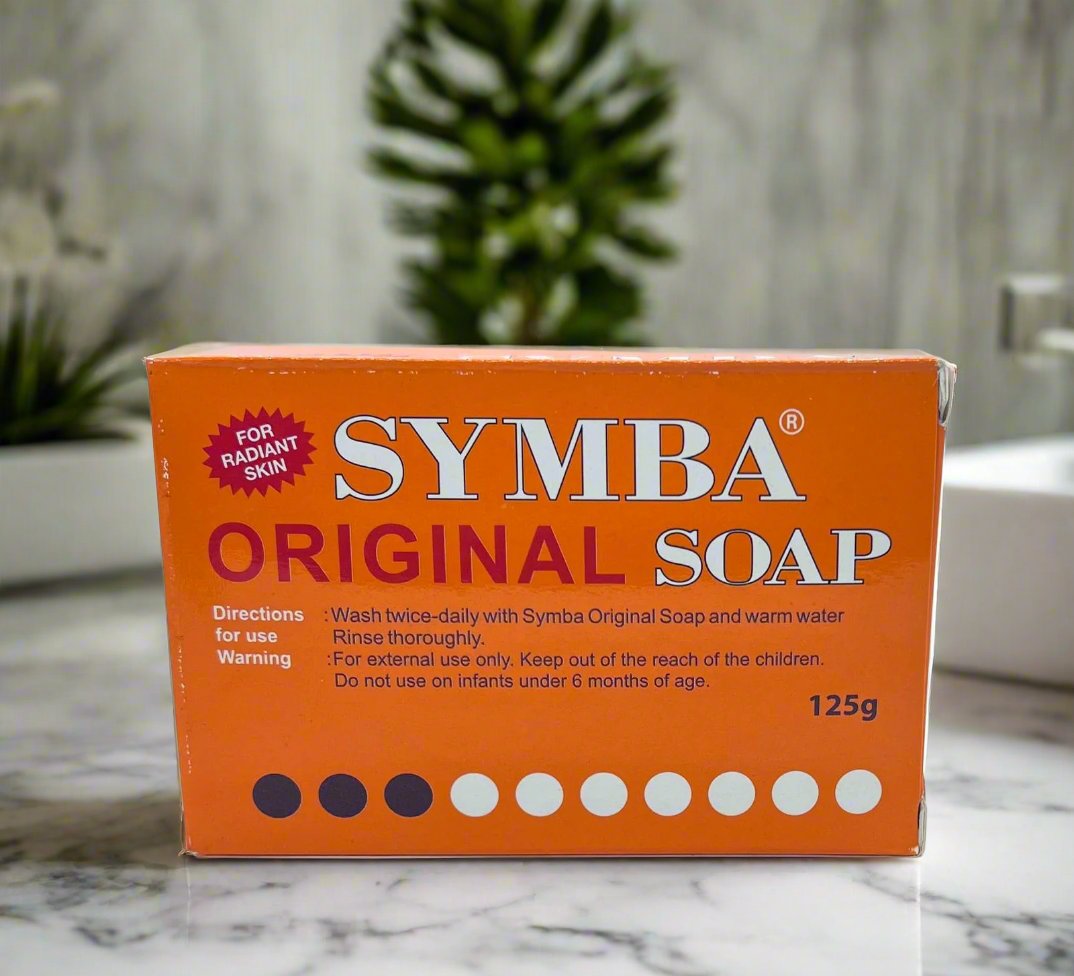 FOR
RADIANT
SKIN
SYMBA®
ORIGINAL SOAP
Directions for use :Wash twice-daily with Symba Original Soap and warm water
Rinse thoroughly.
Warning :For external use only. Keep out of the reach of the children.
Do not use on infants under 6 months of age.
125g